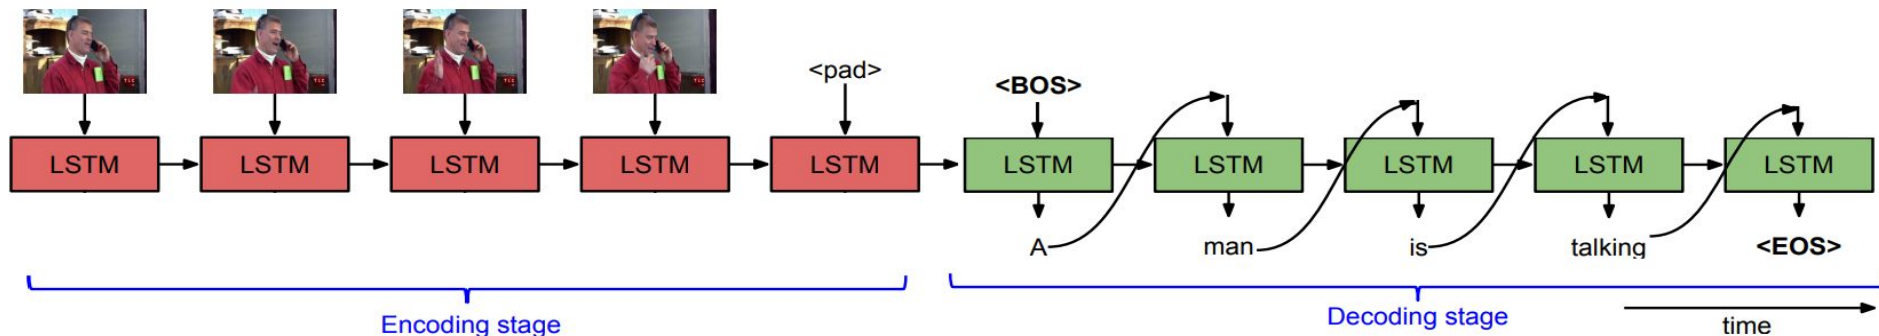 <pad>
<BOS>
LSTM LSTM LSTM LSTM LSTM LSTM LSTM LSTM LSTM LSTM
A man is talking <EOS>
Encoding stage
Decoding stage
time